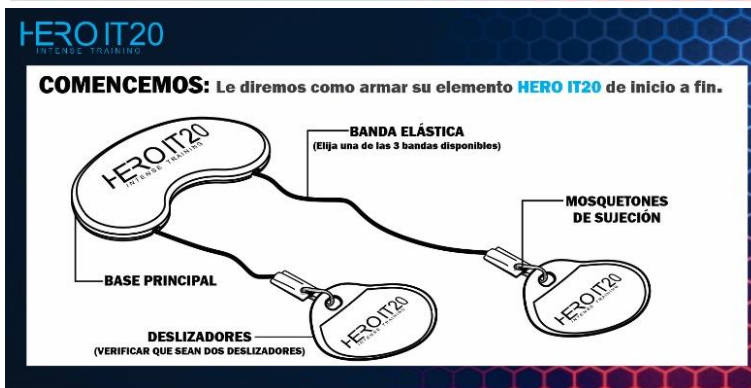 HERO IT20
INTENSE TRAINING
COMENCEMOS: Le diremos como armar su elemento HERO IT20 de inicio a fin.
HERO IT20
INTENSE TRAINING
BANDA ELÁSTICA
(Elija una de las 3 bandas disponibles)
MOSQUETONES
DE SUJECIÓN
BASE PRINCIPAL
HERO IT20
INTENSE TRAINING
DESLIZADORES
(VERIFICAR QUE SEAN DOS DESLIZADORES)
HERO IT20
INTENSE TRAINING